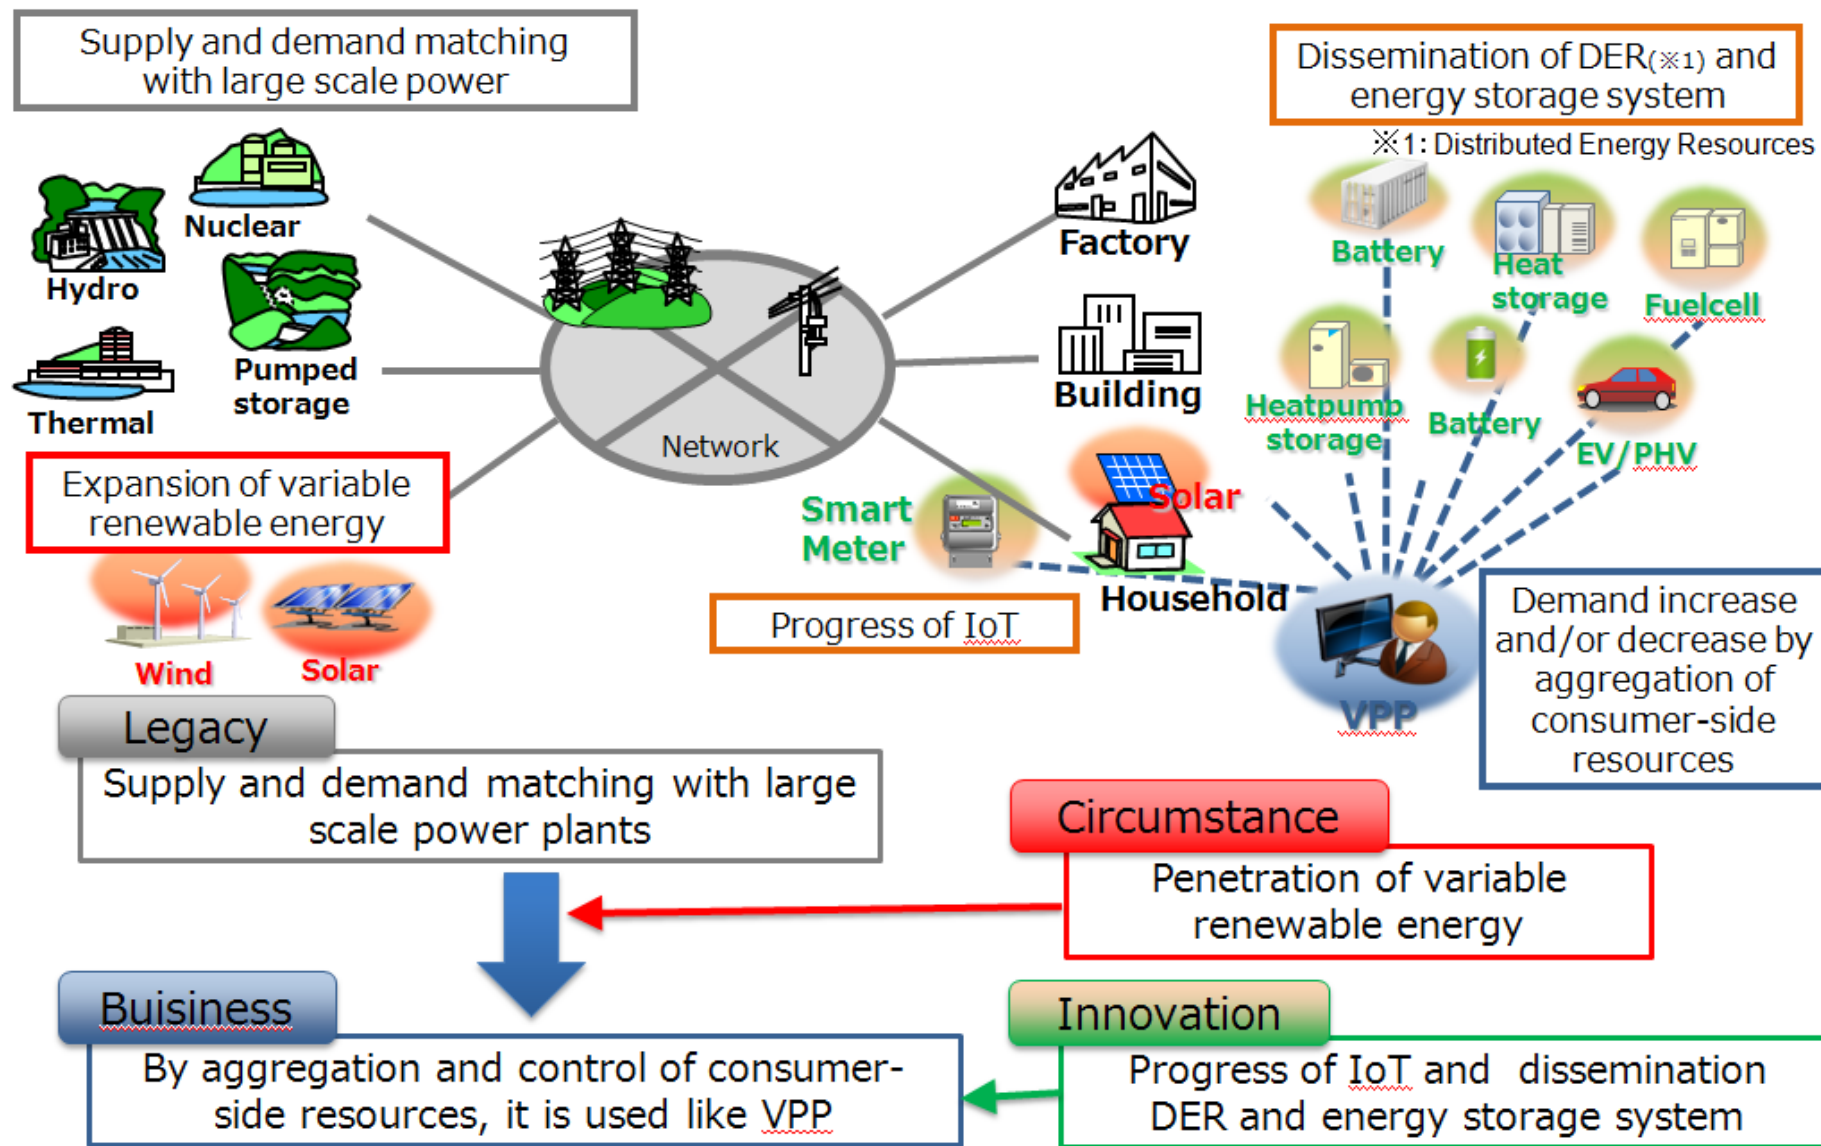 Supply and demand matching
with large scale power
Dissemination of DER(※1) and
energy storage system
※1: Distributed Energy Resources
Nuclear
Hydro
Pumped
storage
Thermal
Network
Factory
Building
Battery
Heat
storage
Fuelcell
Heatpump
storage
Battery
EV/PHV
Expansion of variable
renewable energy
Wind
Solar
Smart
Meter
Solar
Household
Progress of IoT
VPP
Demand increase
and/or decrease by
aggregation of
consumer-side
resources
Legacy
Supply and demand matching with large
scale power plants
Circumstance
Penetration of variable
renewable energy
Buisiness
By aggregation and control of consumer-
side resources, it is used like VPP
Innovation
Progress of IoT and dissemination
DER and energy storage system